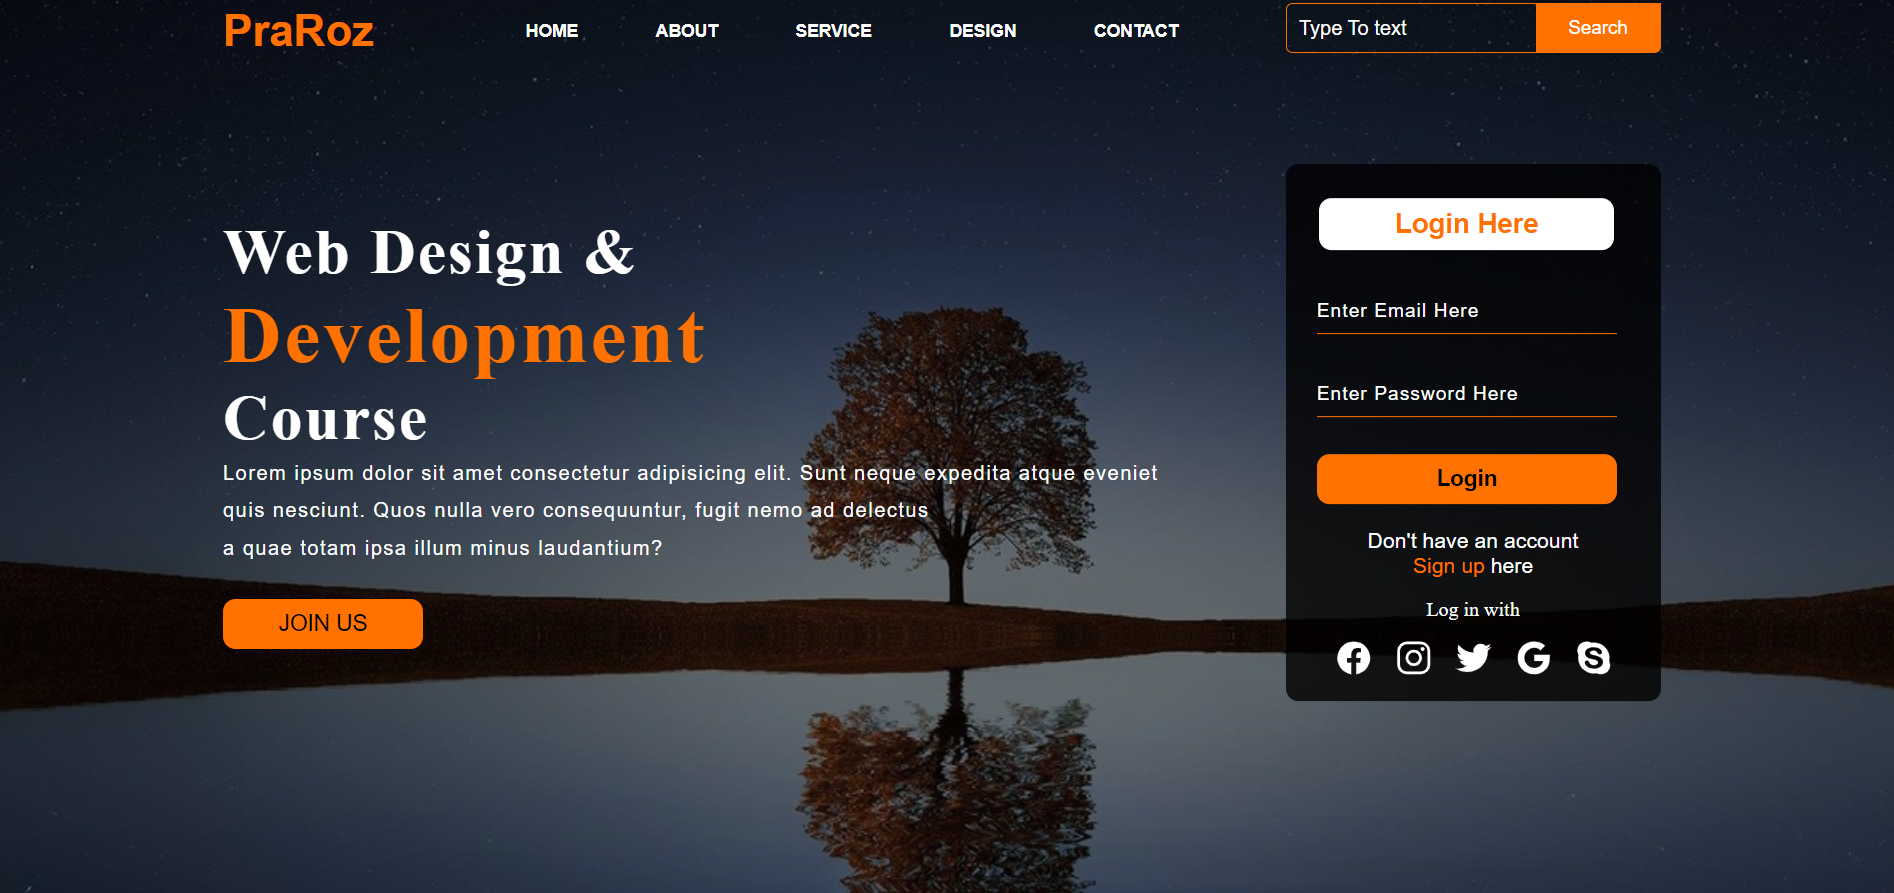 PraRoz
HOME ABOUT SERVICE DESIGN CONTACT
Type To text Search
Web Design &
Development
Course
Lorem ipsum dolor sit amet consectetur adipisicing elit. Sunt neque expedita atque eveniet
quis nesciunt. Quos nulla vero consequuntur, fugit nemo ad delectus
a quae totam ipsa illum minus laudantium?
JOIN US
Login Here
Enter Email Here
Enter Password Here
Login
Don't have an account
Sign up here
Log in with